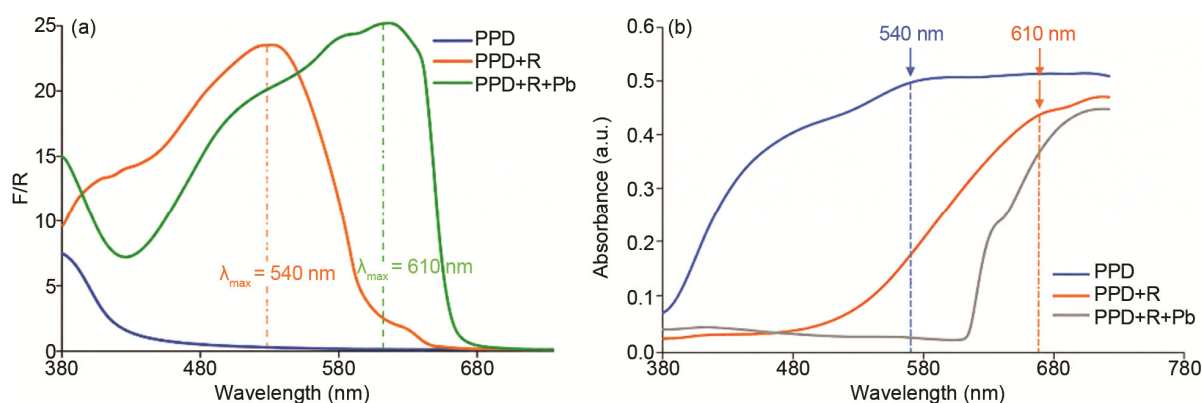 (a)
25
20
15
10
5
0
F/R
380
480
580
680
Wavelength (nm)
PPD
PPD+R
PPD+R+Pb
λmax = 540 nm
λmax = 610 nm
(b)
0.6
0.5
0.4
0.3
0.2
0.1
0.0
Absorbance (a.u.)
380
480
580
680
780
Wavelength (nm)
540 nm
610 nm
PPD
PPD+R
PPD+R+Pb